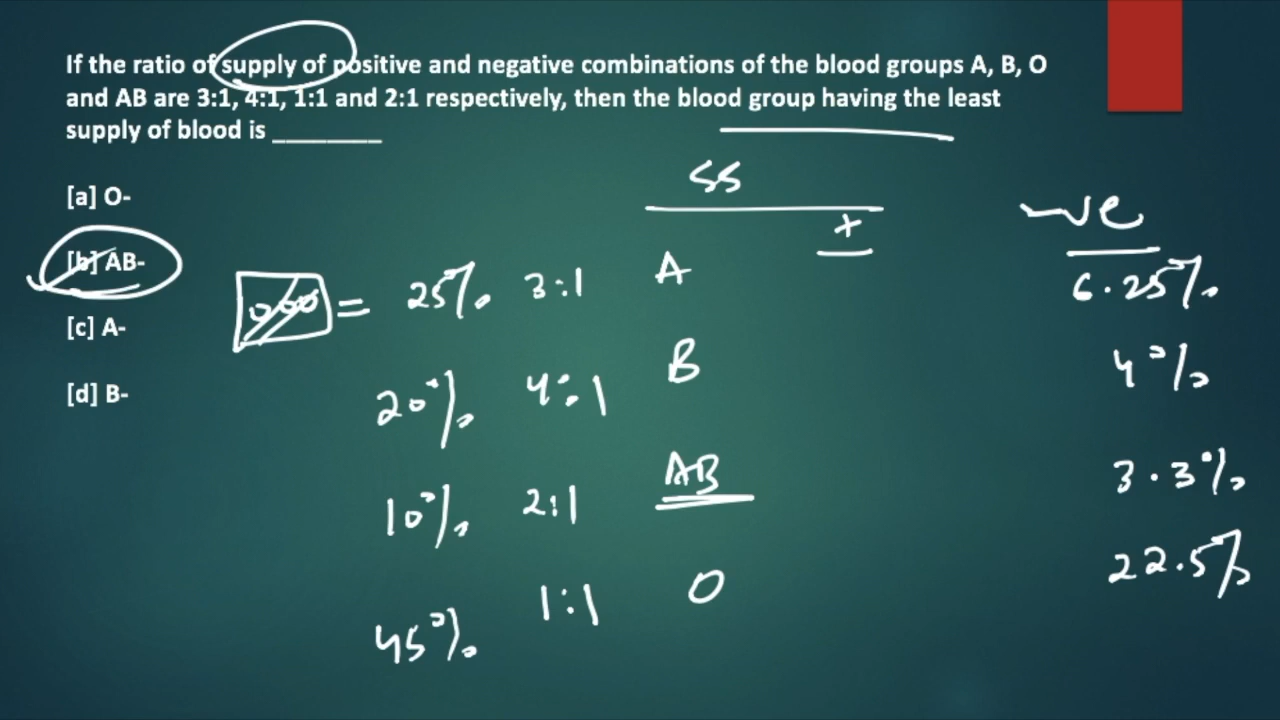 If the ratio of supply of positive and negative combinations of the blood groups A, B, O
and AB are 3:1, 4:1, 1:1 and 2:1 respectively, then the blood group having the least
supply of blood is ________
[a] O-
[b] AB-
[c] A-
[d] B-
SS
+
-ve
= 25% 3:1 A 6.25%
20% 4:1 B 4%
10% 2:1 AB 3.3%
45% 1:1 O 22.5%